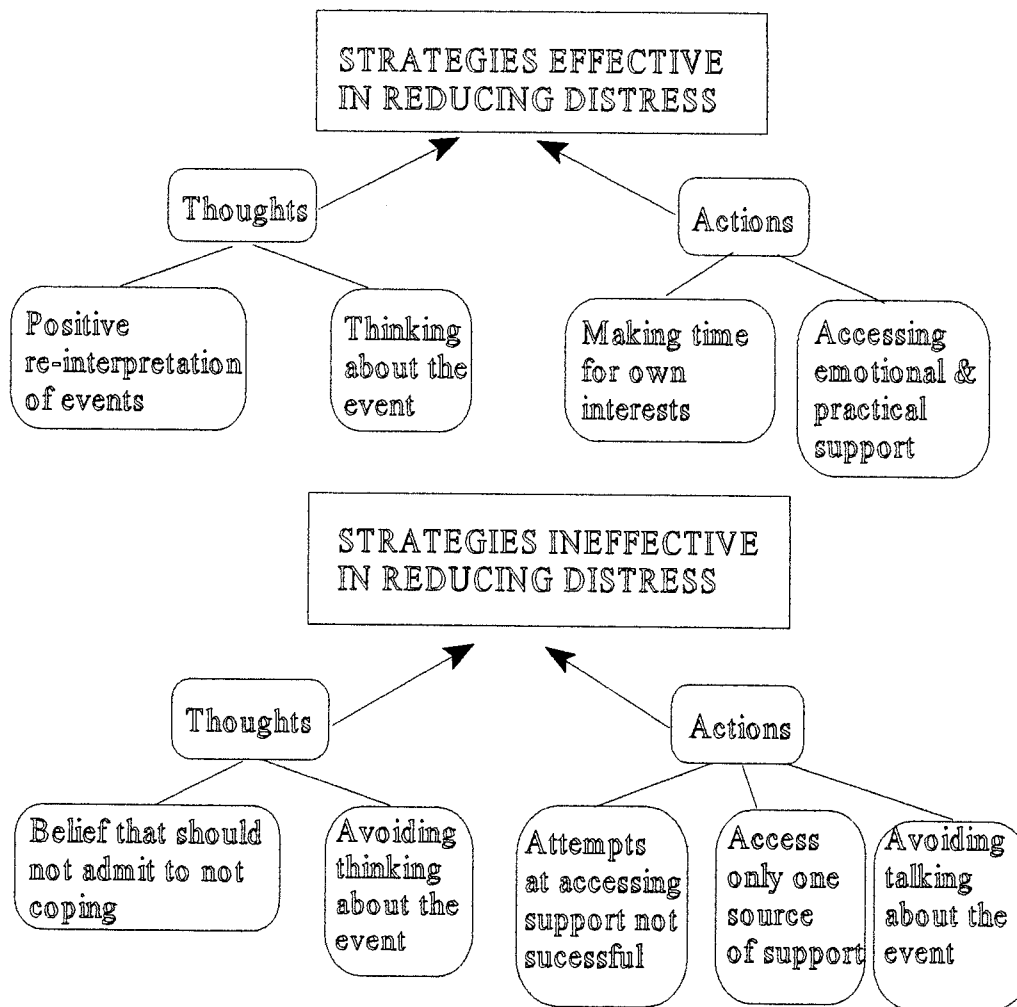 STRATEGIES EFFECTIVE
IN REDUCING DISTRESS
Thoughts
Actions
Positive
re-interpretation
of events
Thinking
about the
event
Making time
for own
interests
Accessing
emotional &
practical
support
STRATEGIES INEFFECTIVE
IN REDUCING DISTRESS
Thoughts
Actions
Belief that should
not admit to not
coping
Avoiding
thinking
about the
event
Attempts
at accessing
support not
sucessful
Access
only one
source
of support
Avoiding
talking
about the
event